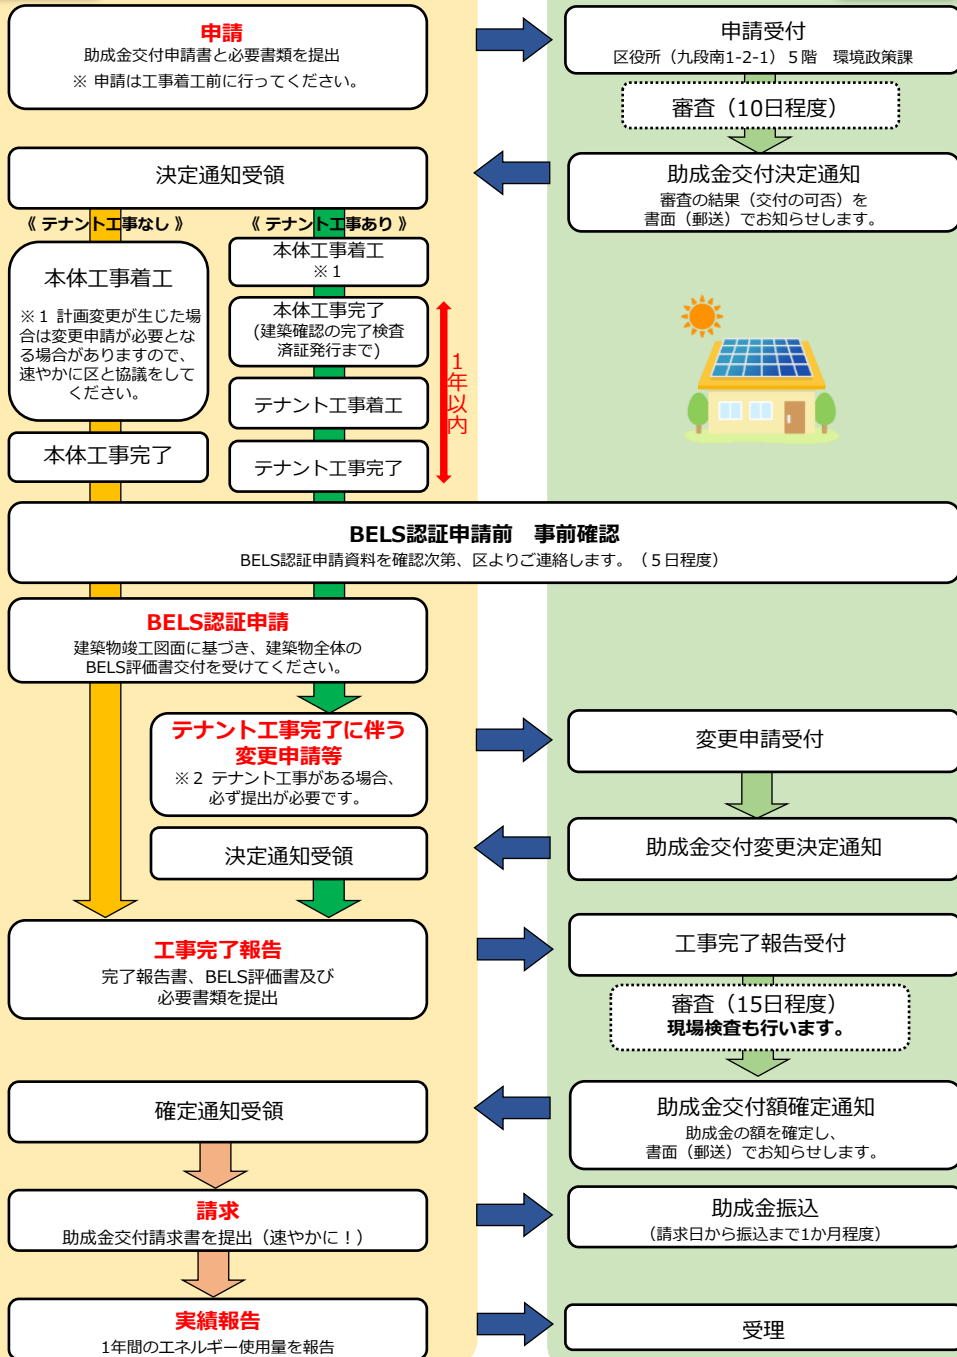 申請
助成金交付申請書と必要書類を提出
※ 申請は工事着工前に行ってください。
申請受付
区役所（九段南1-2-1）５階　環境政策課
審査（10日程度）
助成金交付決定通知
審査の結果（交付の可否）を
書面（郵送）でお知らせします。
決定通知受領
《 テナント工事なし 》
《 テナント工事あり 》
本体工事着工
※１ 計画変更が生じた場
合は変更申請が必要とな
る場合がありますので、
速やかに区と協議をして
ください。
本体工事完了
本体工事着工
※１
本体工事完了
(建築確認の完了検査
済証発行まで)
テナント工事着工
テナント工事完了
1年以内
BELS認証申請前　事前確認
BELS認証申請資料を確認次第、区よりご連絡します。（５日程度）
BELS認証申請
建築物竣工図面に基づき、建築物全体の
BELS評価書交付を受けてください。
テナント工事完了に伴う
変更申請等
※２ テナント工事がある場合、
必ず提出が必要です。
変更申請受付
助成金交付変更決定通知
決定通知受領
工事完了報告
完了報告書、BELS評価書及び
必要書類を提出
工事完了報告受付
審査（15日程度）
現場検査も行います。
助成金交付額確定通知
助成金の額を確定し、
書面（郵送）でお知らせします。
確定通知受領
請求
助成金交付請求書を提出（速やかに！）
助成金振込
（請求日から振込まで1か月程度）
実績報告
1年間のエネルギー使用量を報告
受理